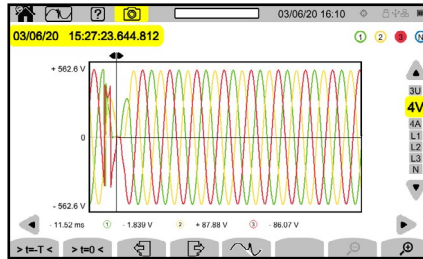 ? 03/06/20 16:10
03/06/20 15:27:23.644.812 1 2 3 N
+ 562.6 V
3U
4V
0
4A
L1
L2
L3
N
- 562.6 V
- 11.52 ms 1 - 1.839 V 2 + 87.88 V 3 - 86.07 V
> t=-T < > t=0 <